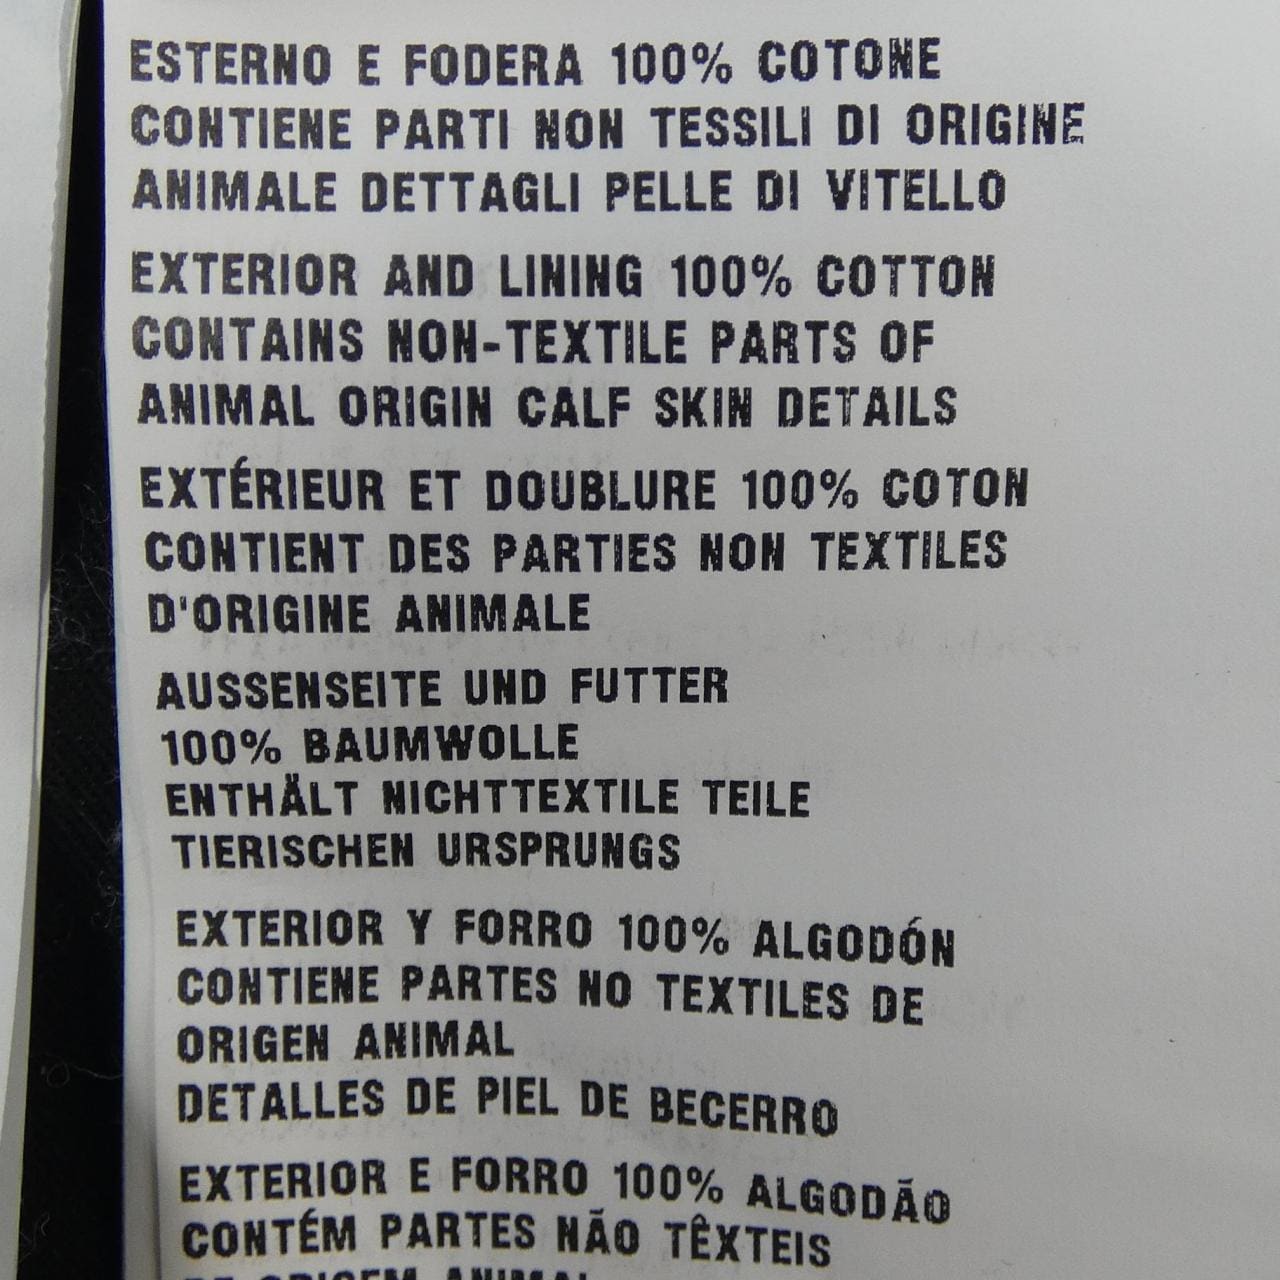 ESTERNO E FODERA 100% COTONE
CONTIENE PARTI NON TESSILI DI ORIGINE
ANIMALE DETTAGLI PELLE DI VITELLO
EXTERIOR AND LINING 100% COTTON
CONTAINS NON-TEXTILE PARTS OF
ANIMAL ORIGIN CALF SKIN DETAILS
EXTÉRIEUR ET DOUBLURE 100% COTON
CONTIENT DES PARTIES NON TEXTILES
D'ORIGINE ANIMALE
AUSSENSEITE UND FUTTER
100% BAUMWOLLE
ENTHÄLT NICHTTEXTILE TEILE
TIERISCHEN URSPRUNGS
EXTERIOR Y FORRO 100% ALGODÓN
CONTIENE PARTES NO TEXTILES DE
ORIGEN ANIMAL
DETALLES DE PIEL DE BECERRO
EXTERIOR E FORRO 100% ALGODÃO
CONTÉM PARTES NÃO TÊXTEIS
DE ORIGEM ANIMAL